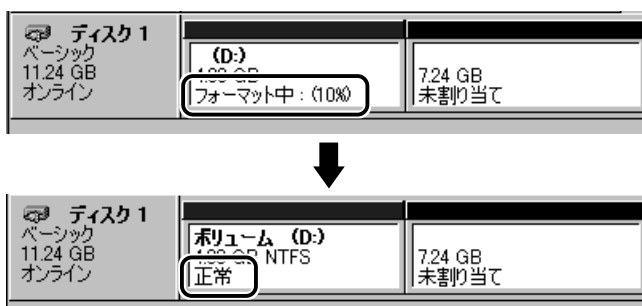 ディスク 1
ベーシック
11.24 GB
オンライン
(D:)
GB
フォーマット中 : (10%)
7.24 GB
未割り当て
ディスク 1
ベーシック
11.24 GB
オンライン
ボリューム (D:)
GB NTFS
正常
7.24 GB
未割り当て